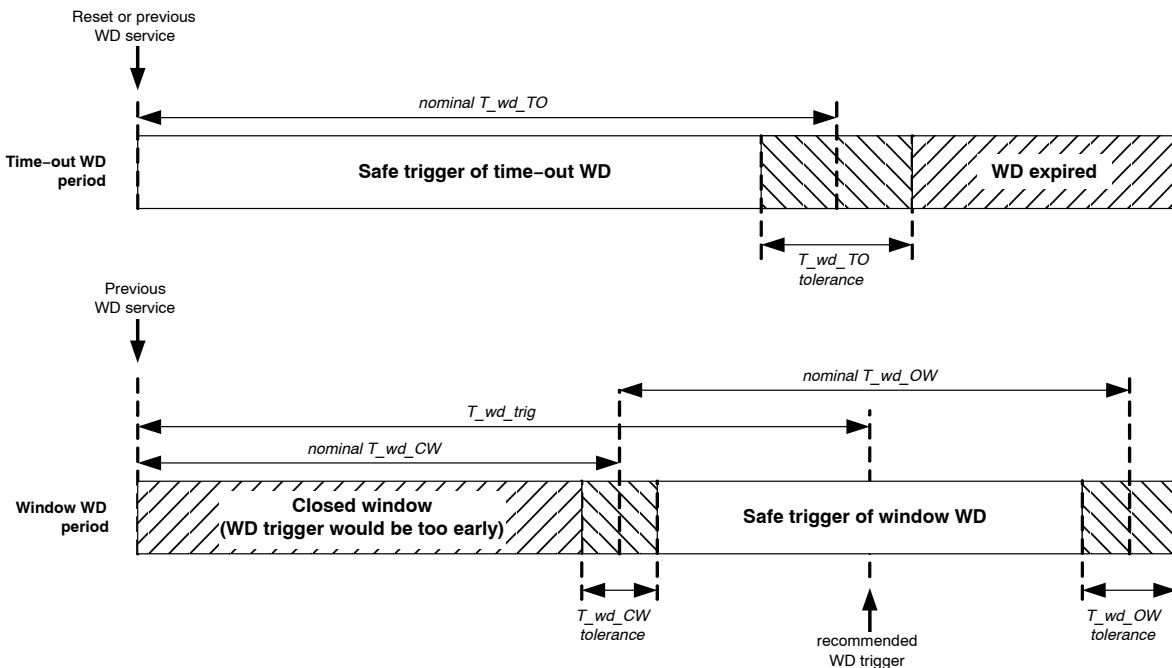 Reset or previous
WD service
nominal T_wd_TO
Time−out WD
period
Safe trigger of time−out WD
WD expired
T_wd_TO
tolerance
Previous
WD service
nominal T_wd_OW
T_wd_trig
nominal T_wd_CW
Window WD
period
Closed window
(WD trigger would be too early)
Safe trigger of window WD
T_wd_CW
tolerance
recommended
WD trigger
T_wd_OW
tolerance